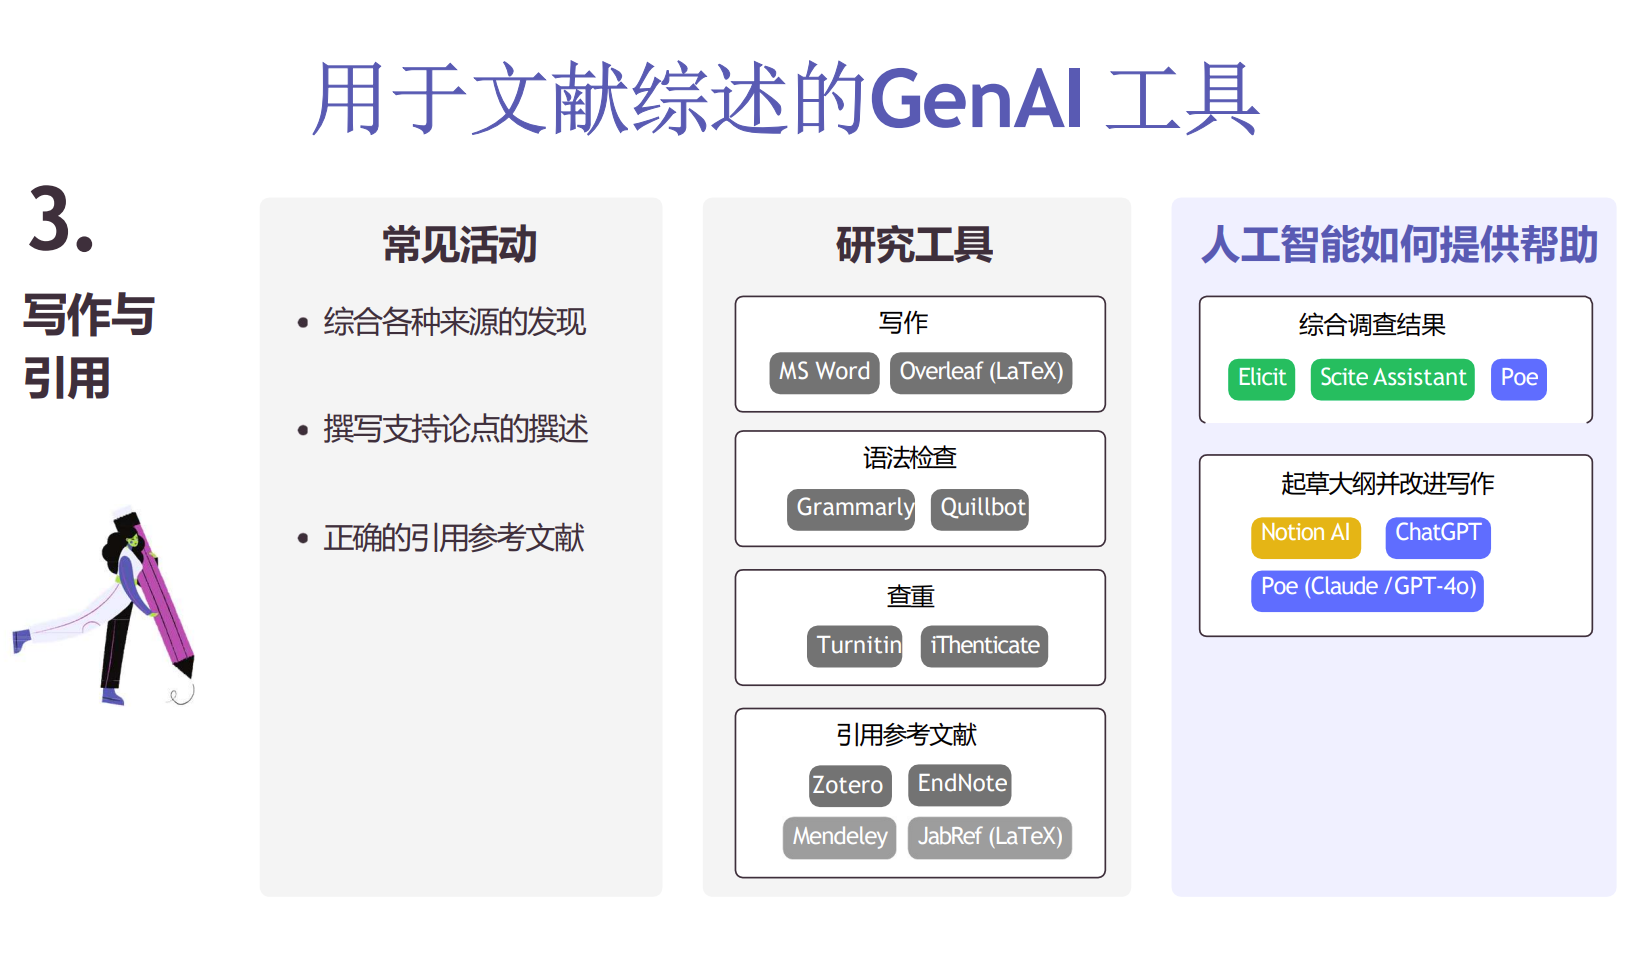 用于文献综述的GenAI 工具
3.
写作与
引用
常见活动
• 综合各种来源的发现
• 撰写支持论点的撰述
• 正确的引用参考文献
研究工具
写作
MS Word Overleaf (LaTeX)
语法检查
Grammarly Quillbot
查重
Turnitin iThenticate
引用参考文献
Zotero EndNote
Mendeley JabRef (LaTeX)
人工智能如何提供帮助
综合调查结果
Elicit Scite Assistant Poe
起草大纲并改进写作
Notion AI ChatGPT
Poe (Claude /GPT-4o)